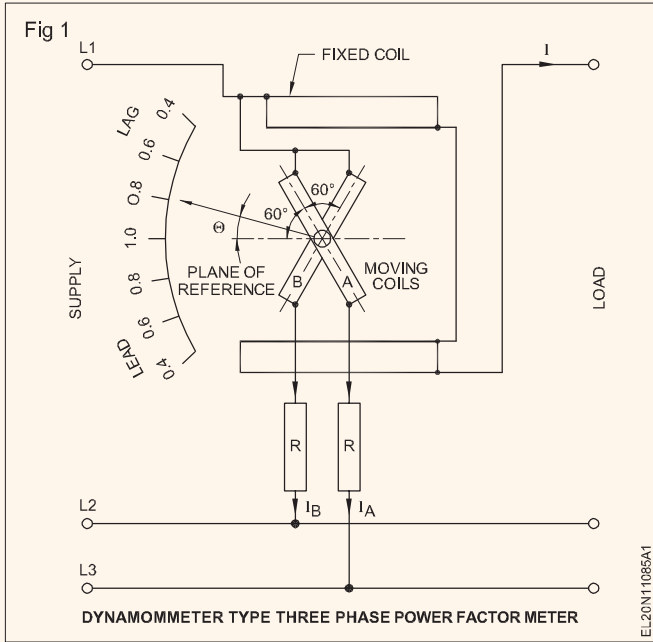 Fig 1
L1
FIXED COIL
I
LAG
0.4
0.6
O.8
1.0
0.8
0.6
0.4
LEAD
SUPPLY
60°
60°
Θ
PLANE OF
REFERENCE
MOVING
COILS
B
A
LOAD
R
R
IB
IA
L2
L3
DYNAMOMMETER TYPE THREE PHASE POWER FACTOR METER
EL20N11085A1